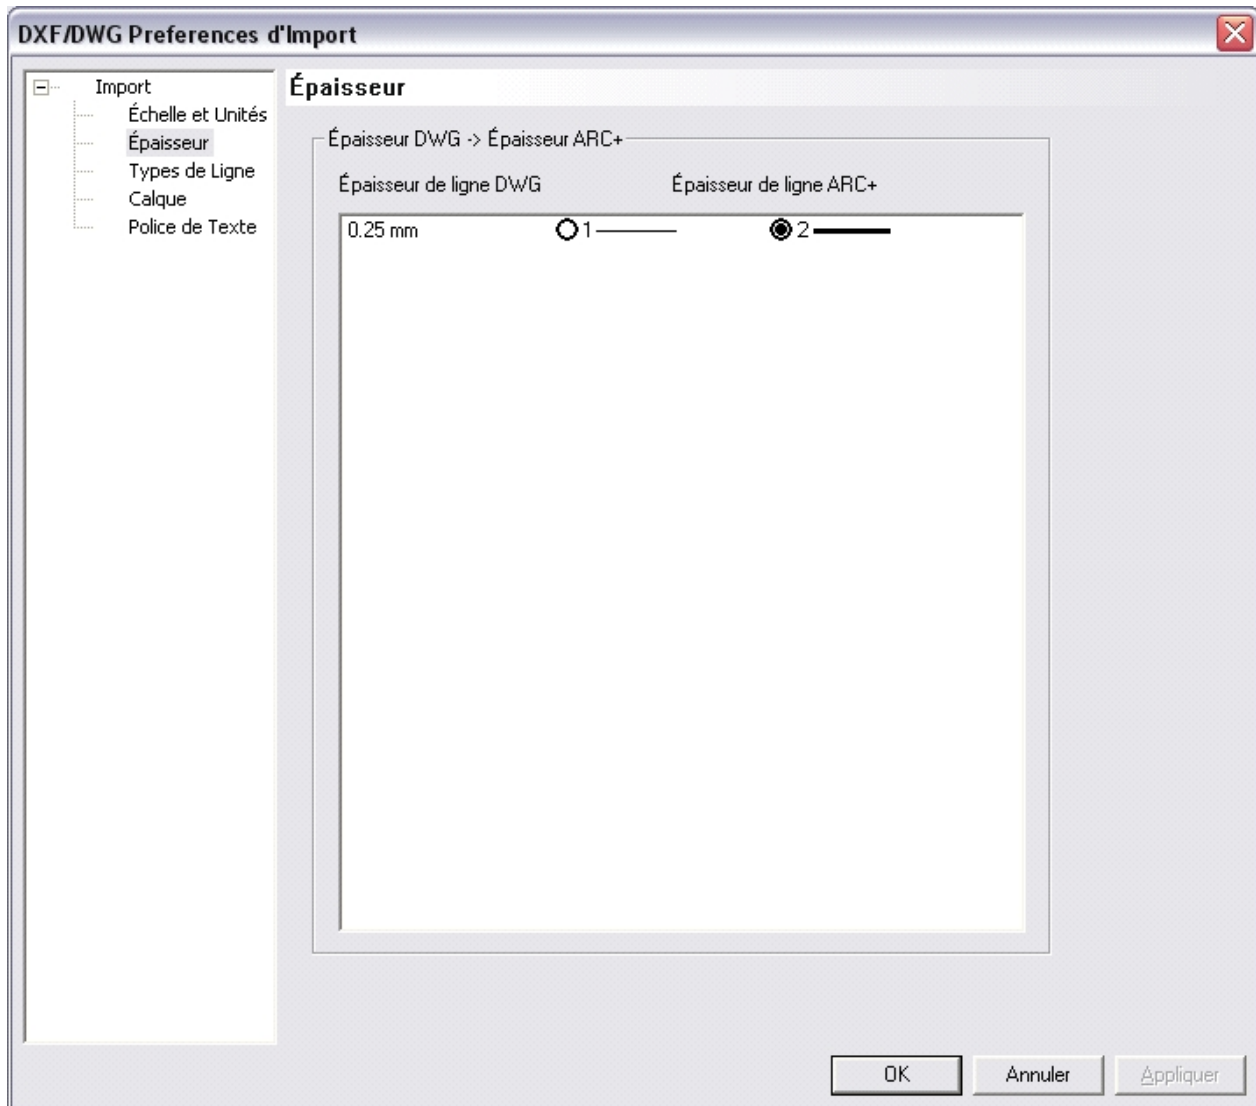 DXF/DWG Preferences d'Import
Import
Échelle et Unités
Épaisseur
Types de Ligne
Calque
Police de Texte
Épaisseur
Épaisseur DWG -> Épaisseur ARC+
Épaisseur de ligne DWG Épaisseur de ligne ARC+
0.25 mm 1 2
OK Annuler Appliquer